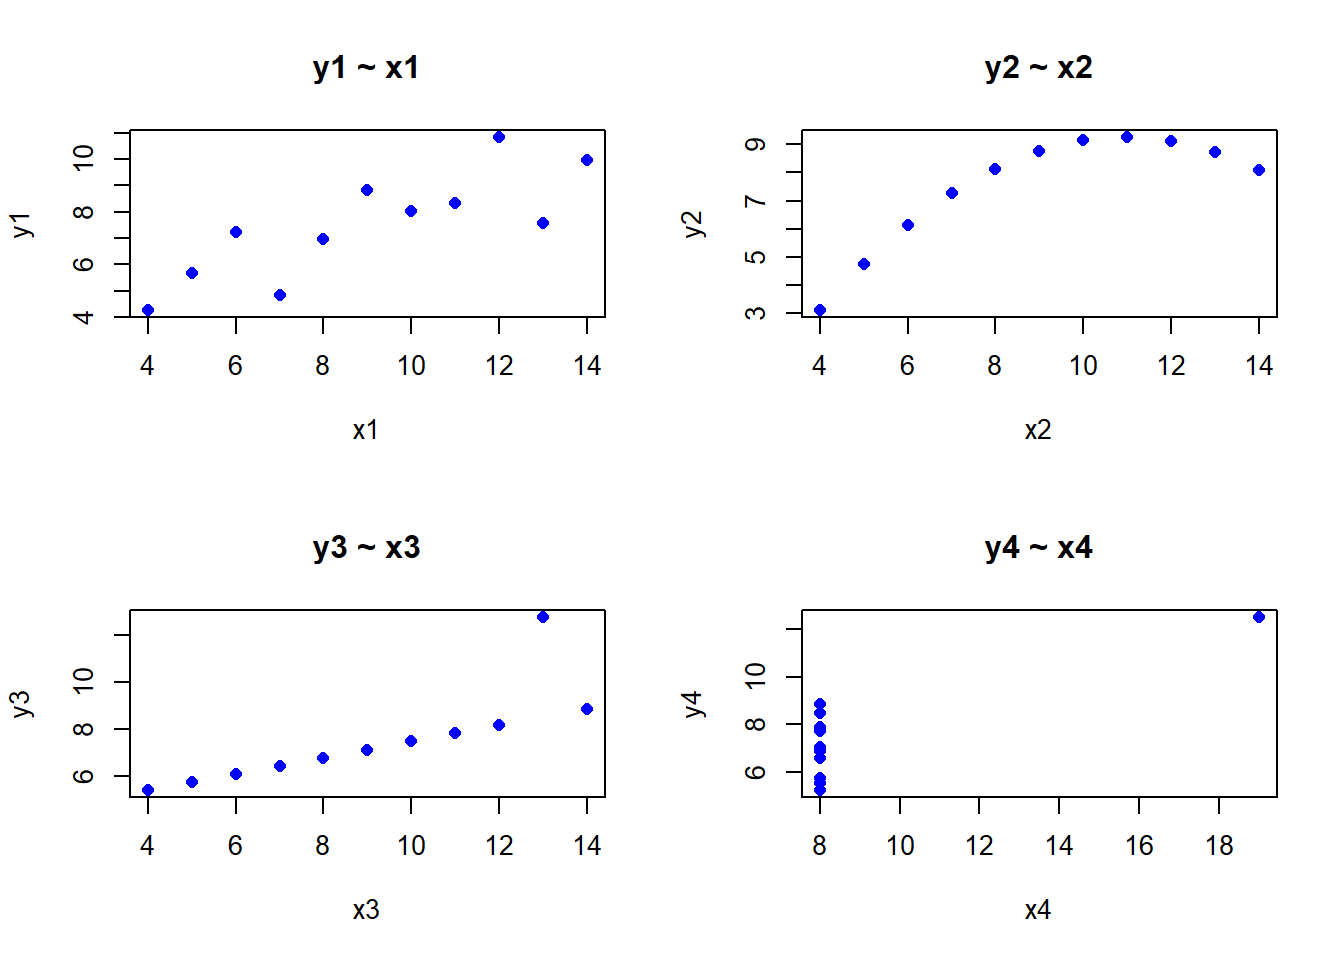 y1 ~ x1
y1
4 6 8 10
4 6 8 10 12 14
x1
y2 ~ x2
y2
3 5 7 9
4 6 8 10 12 14
x2
y3 ~ x3
y3
6 8 10
4 6 8 10 12 14
x3
y4 ~ x4
y4
6 8 10
8 10 12 14 16 18
x4